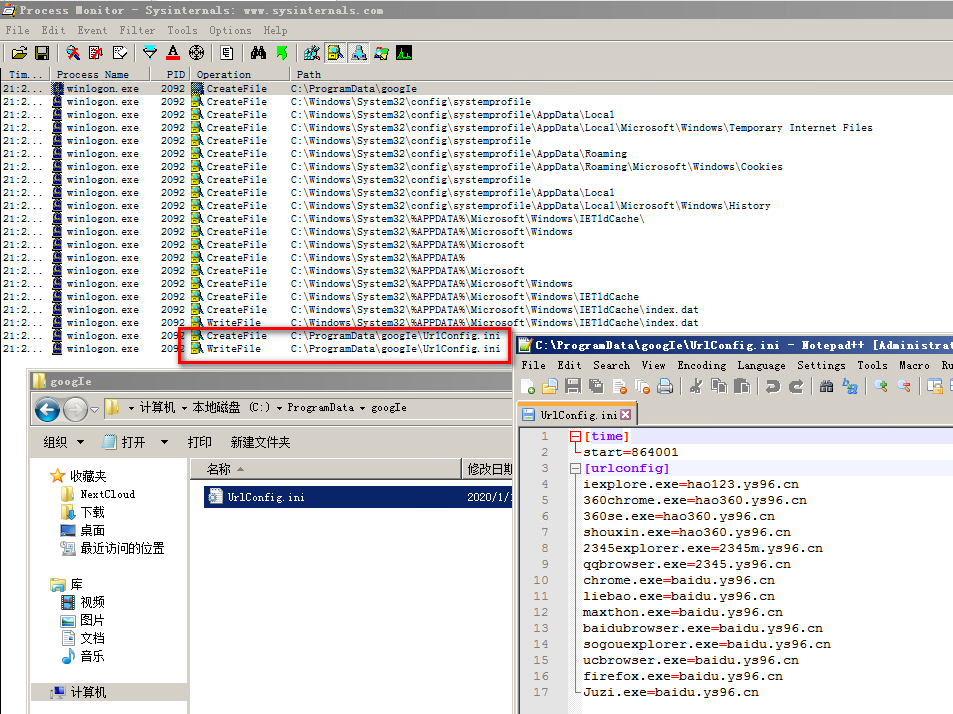 Process Monitor - Sysinternals: www.sysinternals.com
File Edit Event Filter Tools Options Help
Tim... Process Name PID Operation Path
21:2... winlogon.exe 2092 CreateFile C:\ProgramData\googIe
21:2... winlogon.exe 2092 CreateFile C:\Windows\System32\config\systemprofile
21:2... winlogon.exe 2092 CreateFile C:\Windows\System32\config\systemprofile\AppData\Local
21:2... winlogon.exe 2092 CreateFile C:\Windows\System32\config\systemprofile\AppData\Local\Microsoft\Windows\Temporary Internet Files
21:2... winlogon.exe 2092 CreateFile C:\Windows\System32\config\systemprofile
21:2... winlogon.exe 2092 CreateFile C:\Windows\System32\config\systemprofile\AppData\Roaming
21:2... winlogon.exe 2092 CreateFile C:\Windows\System32\config\systemprofile\AppData\Roaming\Microsoft\Windows\Cookies
21:2... winlogon.exe 2092 CreateFile C:\Windows\System32\config\systemprofile
21:2... winlogon.exe 2092 CreateFile C:\Windows\System32\config\systemprofile\AppData\Local
21:2... winlogon.exe 2092 CreateFile C:\Windows\System32\config\systemprofile\AppData\Local\Microsoft\Windows\History
21:2... winlogon.exe 2092 CreateFile C:\Windows\System32\%APPDATA%\Microsoft\Windows\IETldCache\
21:2... winlogon.exe 2092 CreateFile C:\Windows\System32\%APPDATA%\Microsoft\Windows
21:2... winlogon.exe 2092 CreateFile C:\Windows\System32\%APPDATA%\Microsoft
21:2... winlogon.exe 2092 CreateFile C:\Windows\System32\%APPDATA%
21:2... winlogon.exe 2092 CreateFile C:\Windows\System32\%APPDATA%\Microsoft
21:2... winlogon.exe 2092 CreateFile C:\Windows\System32\%APPDATA%\Microsoft\Windows
21:2... winlogon.exe 2092 CreateFile C:\Windows\System32\%APPDATA%\Microsoft\Windows\IETldCache
21:2... winlogon.exe 2092 CreateFile C:\Windows\System32\%APPDATA%\Microsoft\Windows\IETldCache\index.dat
21:2... winlogon.exe 2092 WriteFile C:\Windows\System32\%APPDATA%\Microsoft\Windows\IETldCache\index.dat
21:2... winlogon.exe 2092 CreateFile C:\ProgramData\googIe\UrlConfig.ini
21:2... winlogon.exe 2092 WriteFile C:\ProgramData\googIe\UrlConfig.ini
googIe
计算机 本地磁盘 (C:) ProgramData googIe
组织 打开 打印 新建文件夹
名称 修改日期
UrlConfig.ini 2020/1/
收藏夹
NextCloud
下载
桌面
最近访问的位置
库
视频
图片
文档
音乐
计算机
C:\ProgramData\googIe\UrlConfig.ini - Notepad++ [Administrat
File Edit Search View Encoding Language Settings Tools Macro Ru
UrlConfig.ini
1 [time]
2 start=864001
3 [urlconfig]
4 iexplore.exe=hao123.ys96.cn
5 360chrome.exe=hao360.ys96.cn
6 360se.exe=hao360.ys96.cn
7 shouxin.exe=hao360.ys96.cn
8 2345explorer.exe=2345m.ys96.cn
9 qqbrowser.exe=2345.ys96.cn
10 chrome.exe=baidu.ys96.cn
11 liebao.exe=baidu.ys96.cn
12 maxthon.exe=baidu.ys96.cn
13 baidubrowser.exe=baidu.ys96.cn
14 sogouexplorer.exe=baidu.ys96.cn
15 ucbrowser.exe=baidu.ys96.cn
16 firefox.exe=baidu.ys96.cn
17 Juzi.exe=baidu.ys96.cn